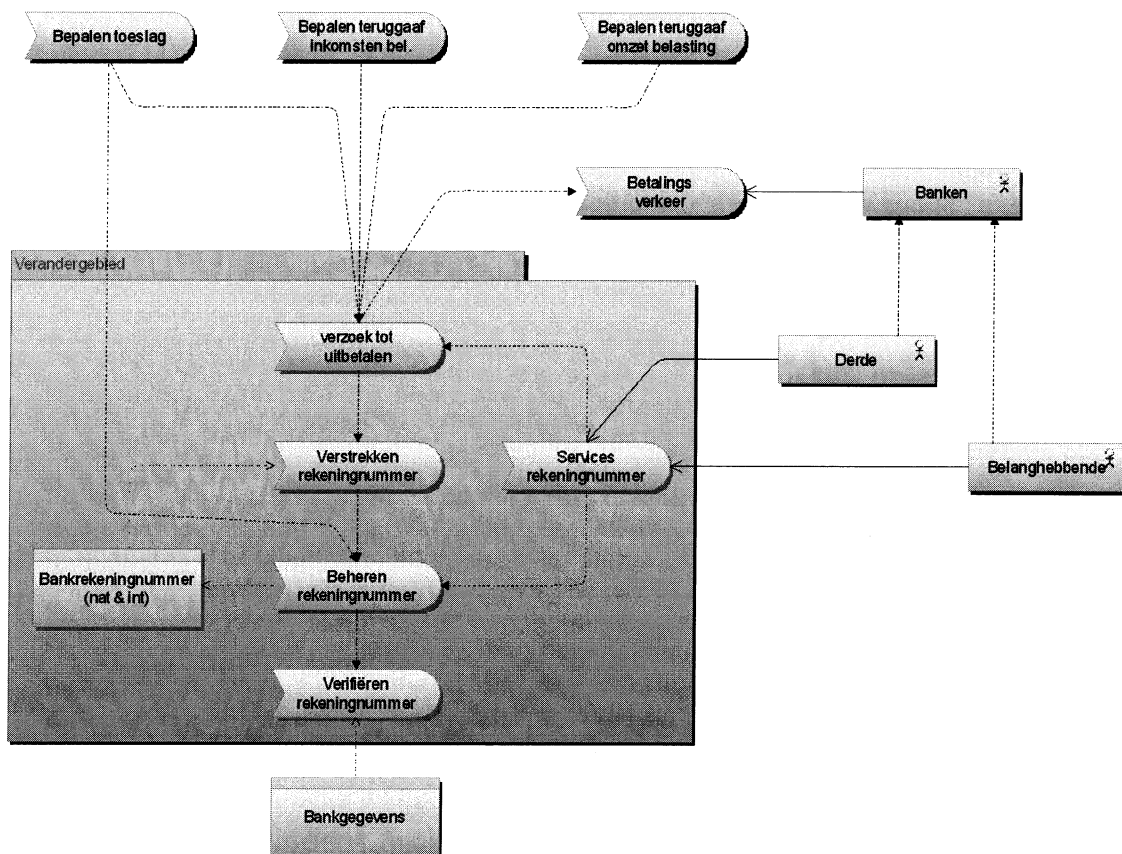 Bepalen toeslag
Bepalen teruggaaf
inkomsten bel.
Bepalen teruggaaf
omzet belasting
Betalings
verkeer
Banken
Verandergebied
verzoek tot
uitbetalen
Derde
Verstrekken
rekeningnummer
Services
rekeningnummer
Belanghebbende
Bankrekeningnummer
(nat & int)
Beheren
rekeningnummer
Verifiëren
rekeningnummer
Bankgegevens